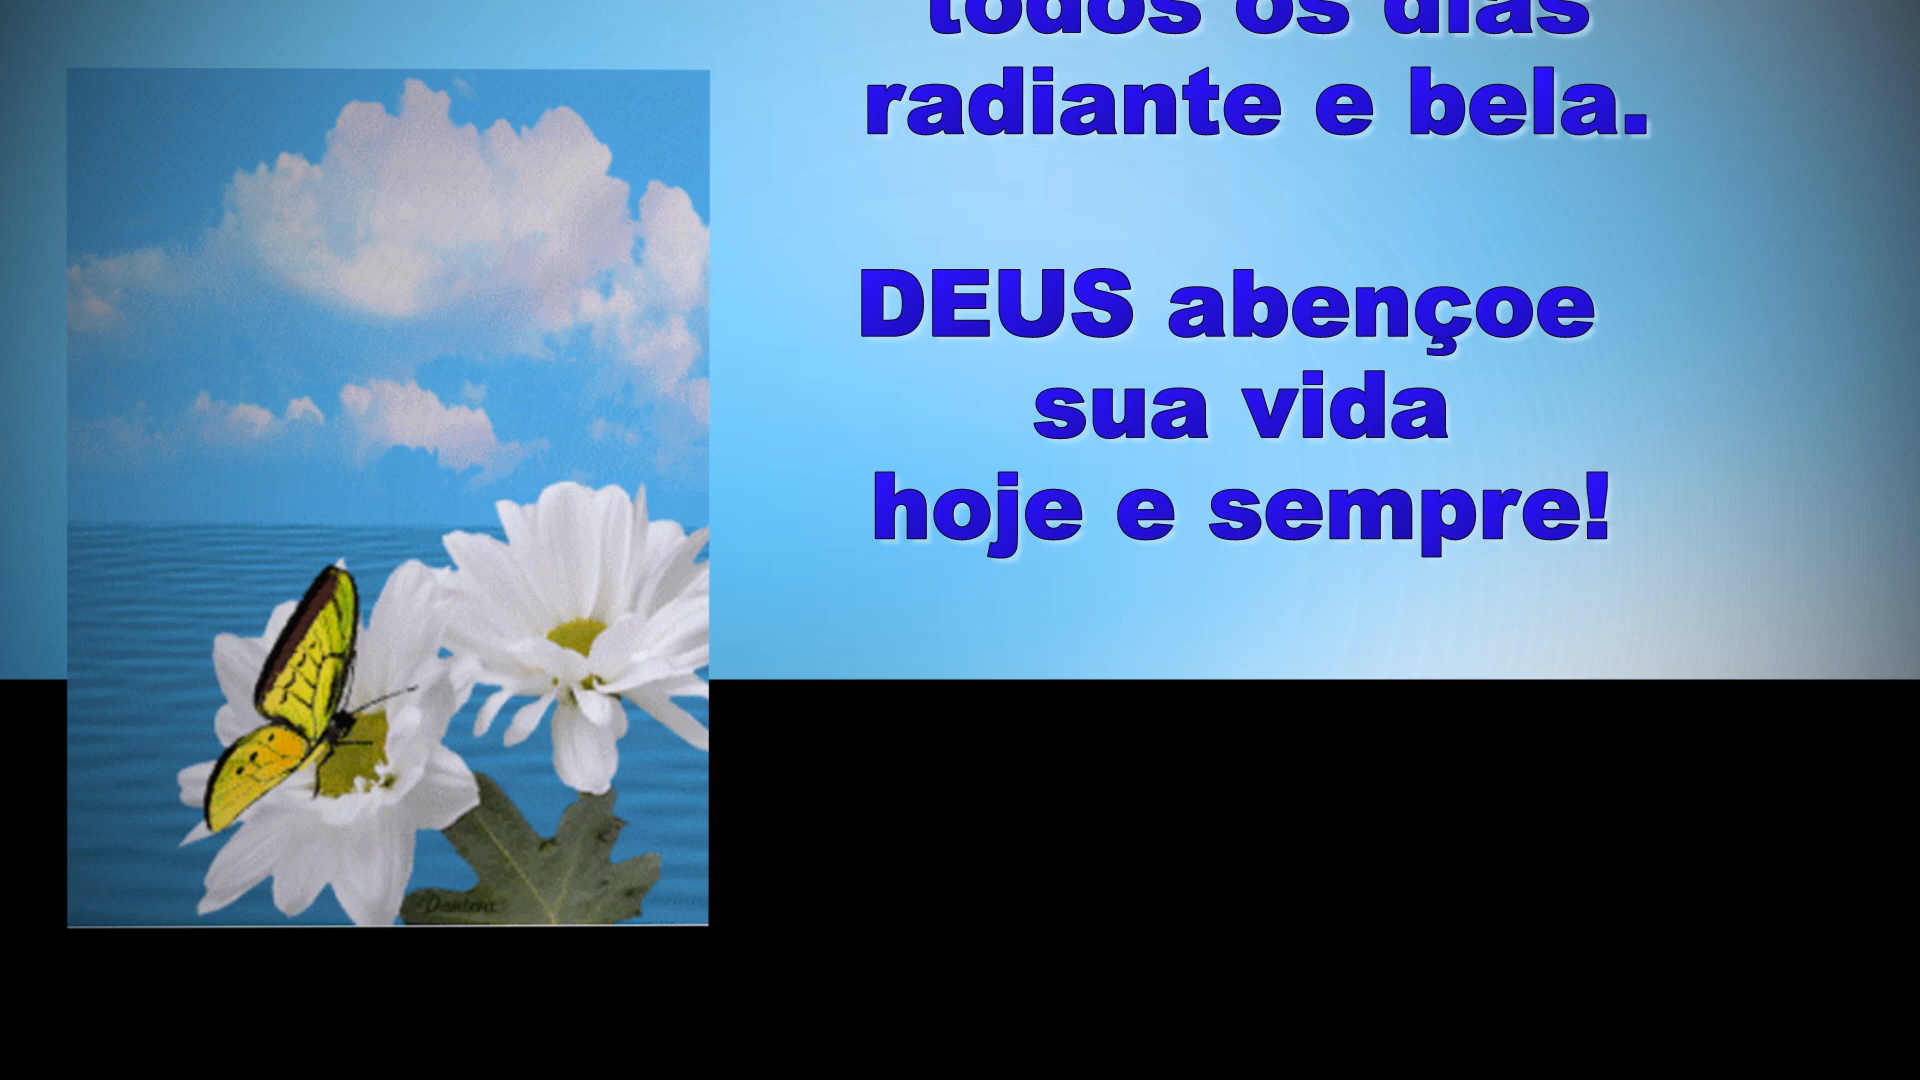 todos os dias
radiante e bela.
DEUS abençoe
sua vida
hoje e sempre!